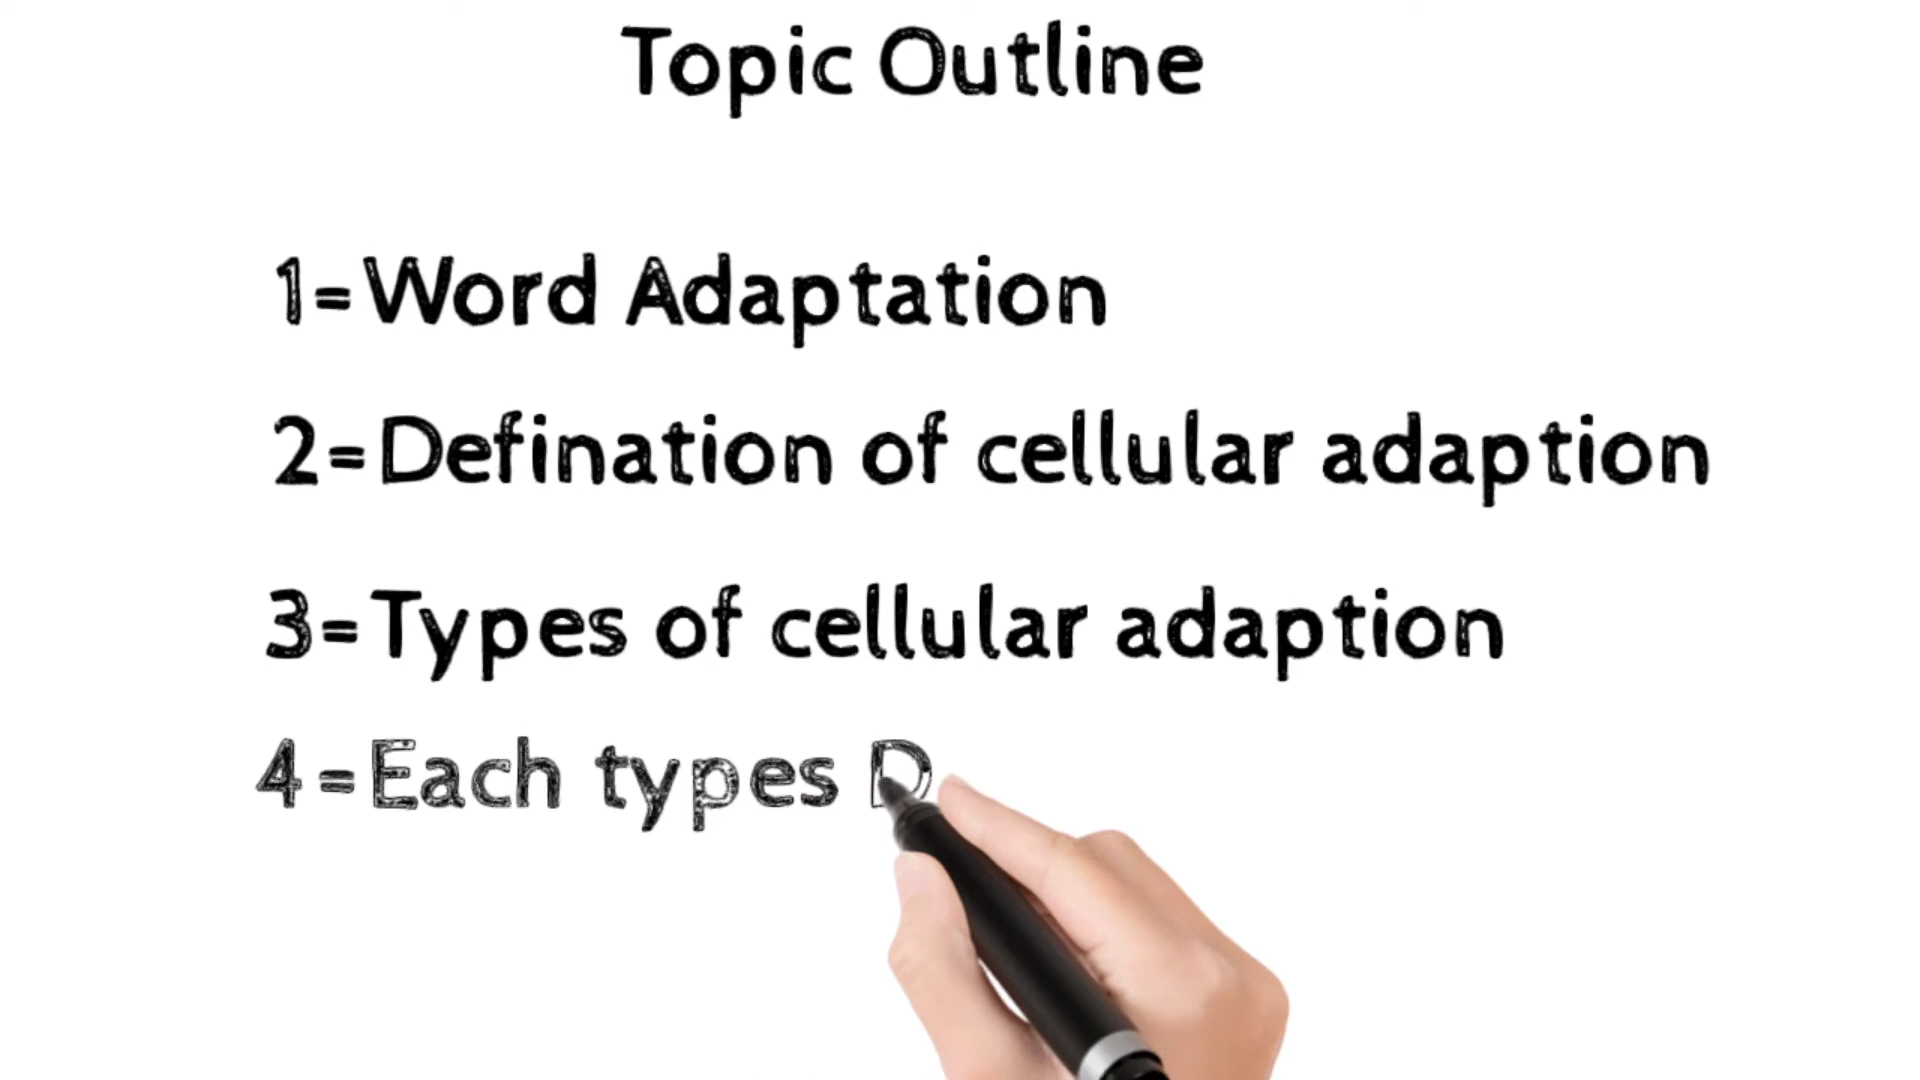 Topic Outline
1=Word Adaptation
2=Defination of cellular adaption
3=Types of cellular adaption
4=Each types D